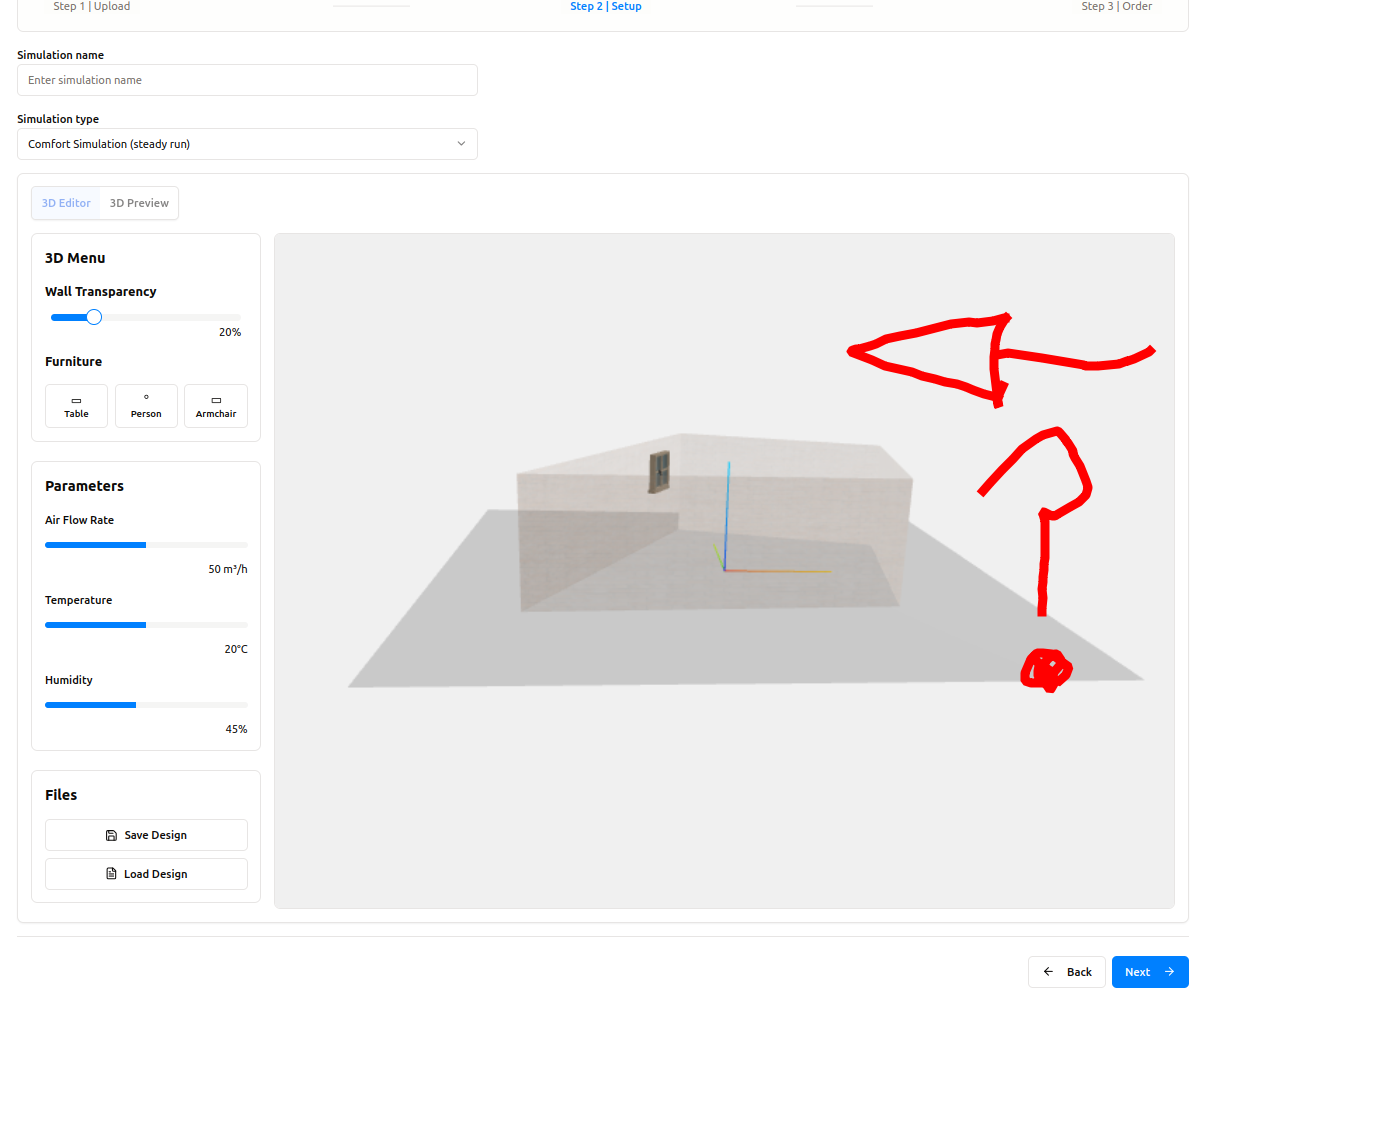 Step 1 | Upload
Step 2 | Setup
Step 3 | Order
Simulation name
Enter simulation name
Simulation type
Comfort Simulation (steady run)
3D Editor
3D Preview
3D Menu
Wall Transparency
20%
Furniture
Table
Person
Armchair
Parameters
Air Flow Rate
50 m³/h
Temperature
20°C
Humidity
45%
Files
Save Design
Load Design
?
Back
Next